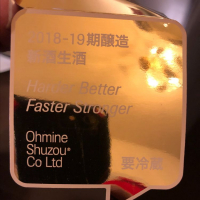 2018-19期醸造
生酒
Harder Better
Faster Stronger
Ohmine
Shuzou®
Co Ltd
要冷蔵